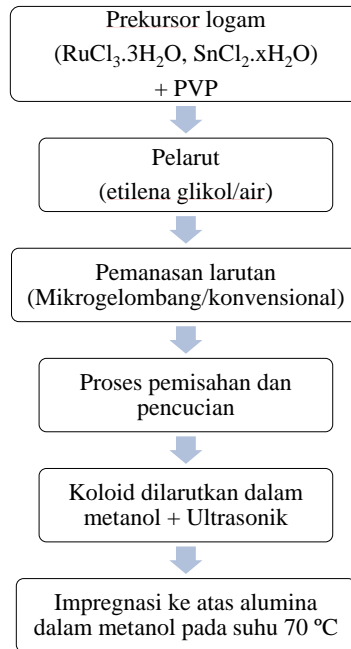 Prekursor logam
(RuCl₃.3H₂O, SnCl₂.xH₂O)
+ PVP
Pelarut
(etilena glikol/air)
Pemanasan larutan
(Mikrogelombang/konvensional)
Proses pemisahan dan
pencucian
Koloid dilarutkan dalam
metanol + Ultrasonik
Impregnasi ke atas alumina
dalam metanol pada suhu 70 ºC